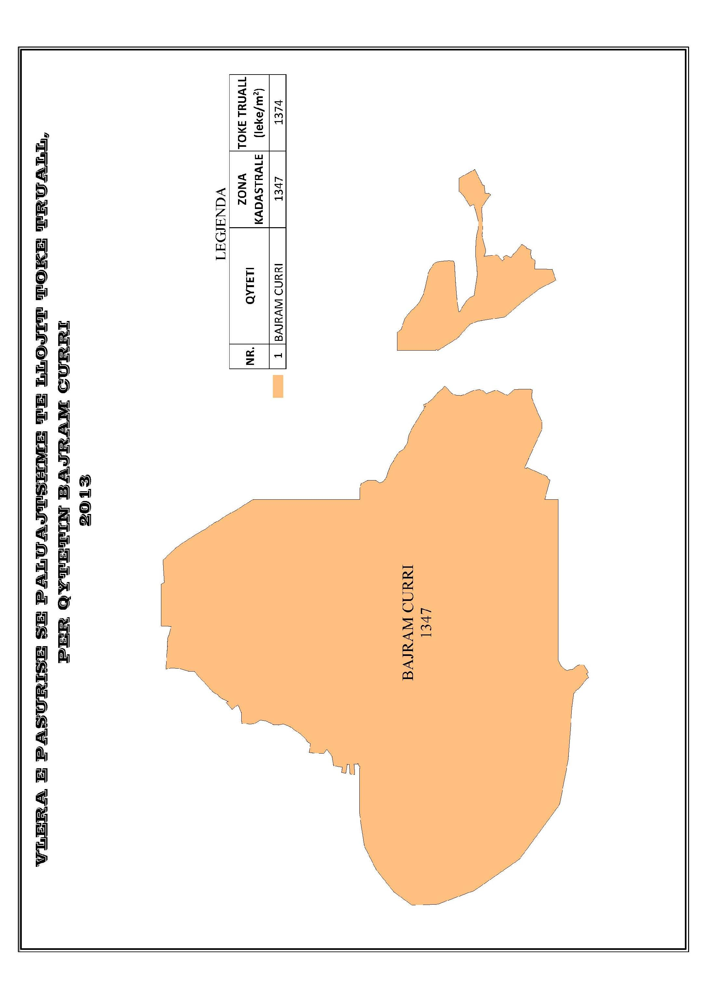 VLERA E PASURISE SE PALUAJTSHME TE LLOJIT TOKE TRUALL,
PER QYTETIN BAJRAM CURRI
2013
LEGJENDA
NR. QYTETI ZONA KADASTRALE TOKE TRUALL (leke/m²)
1 BAJRAM CURRI 1347 1374
BAJRAM CURRI
1347